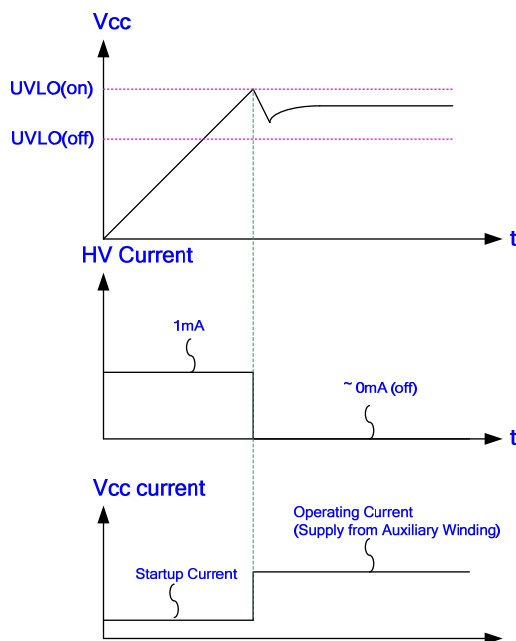 Vcc
UVLO(on)
UVLO(off)
t
HV Current
1mA
~ 0mA (off)
t
Vcc current
Operating Current
(Supply from Auxiliary Winding)
Startup Current